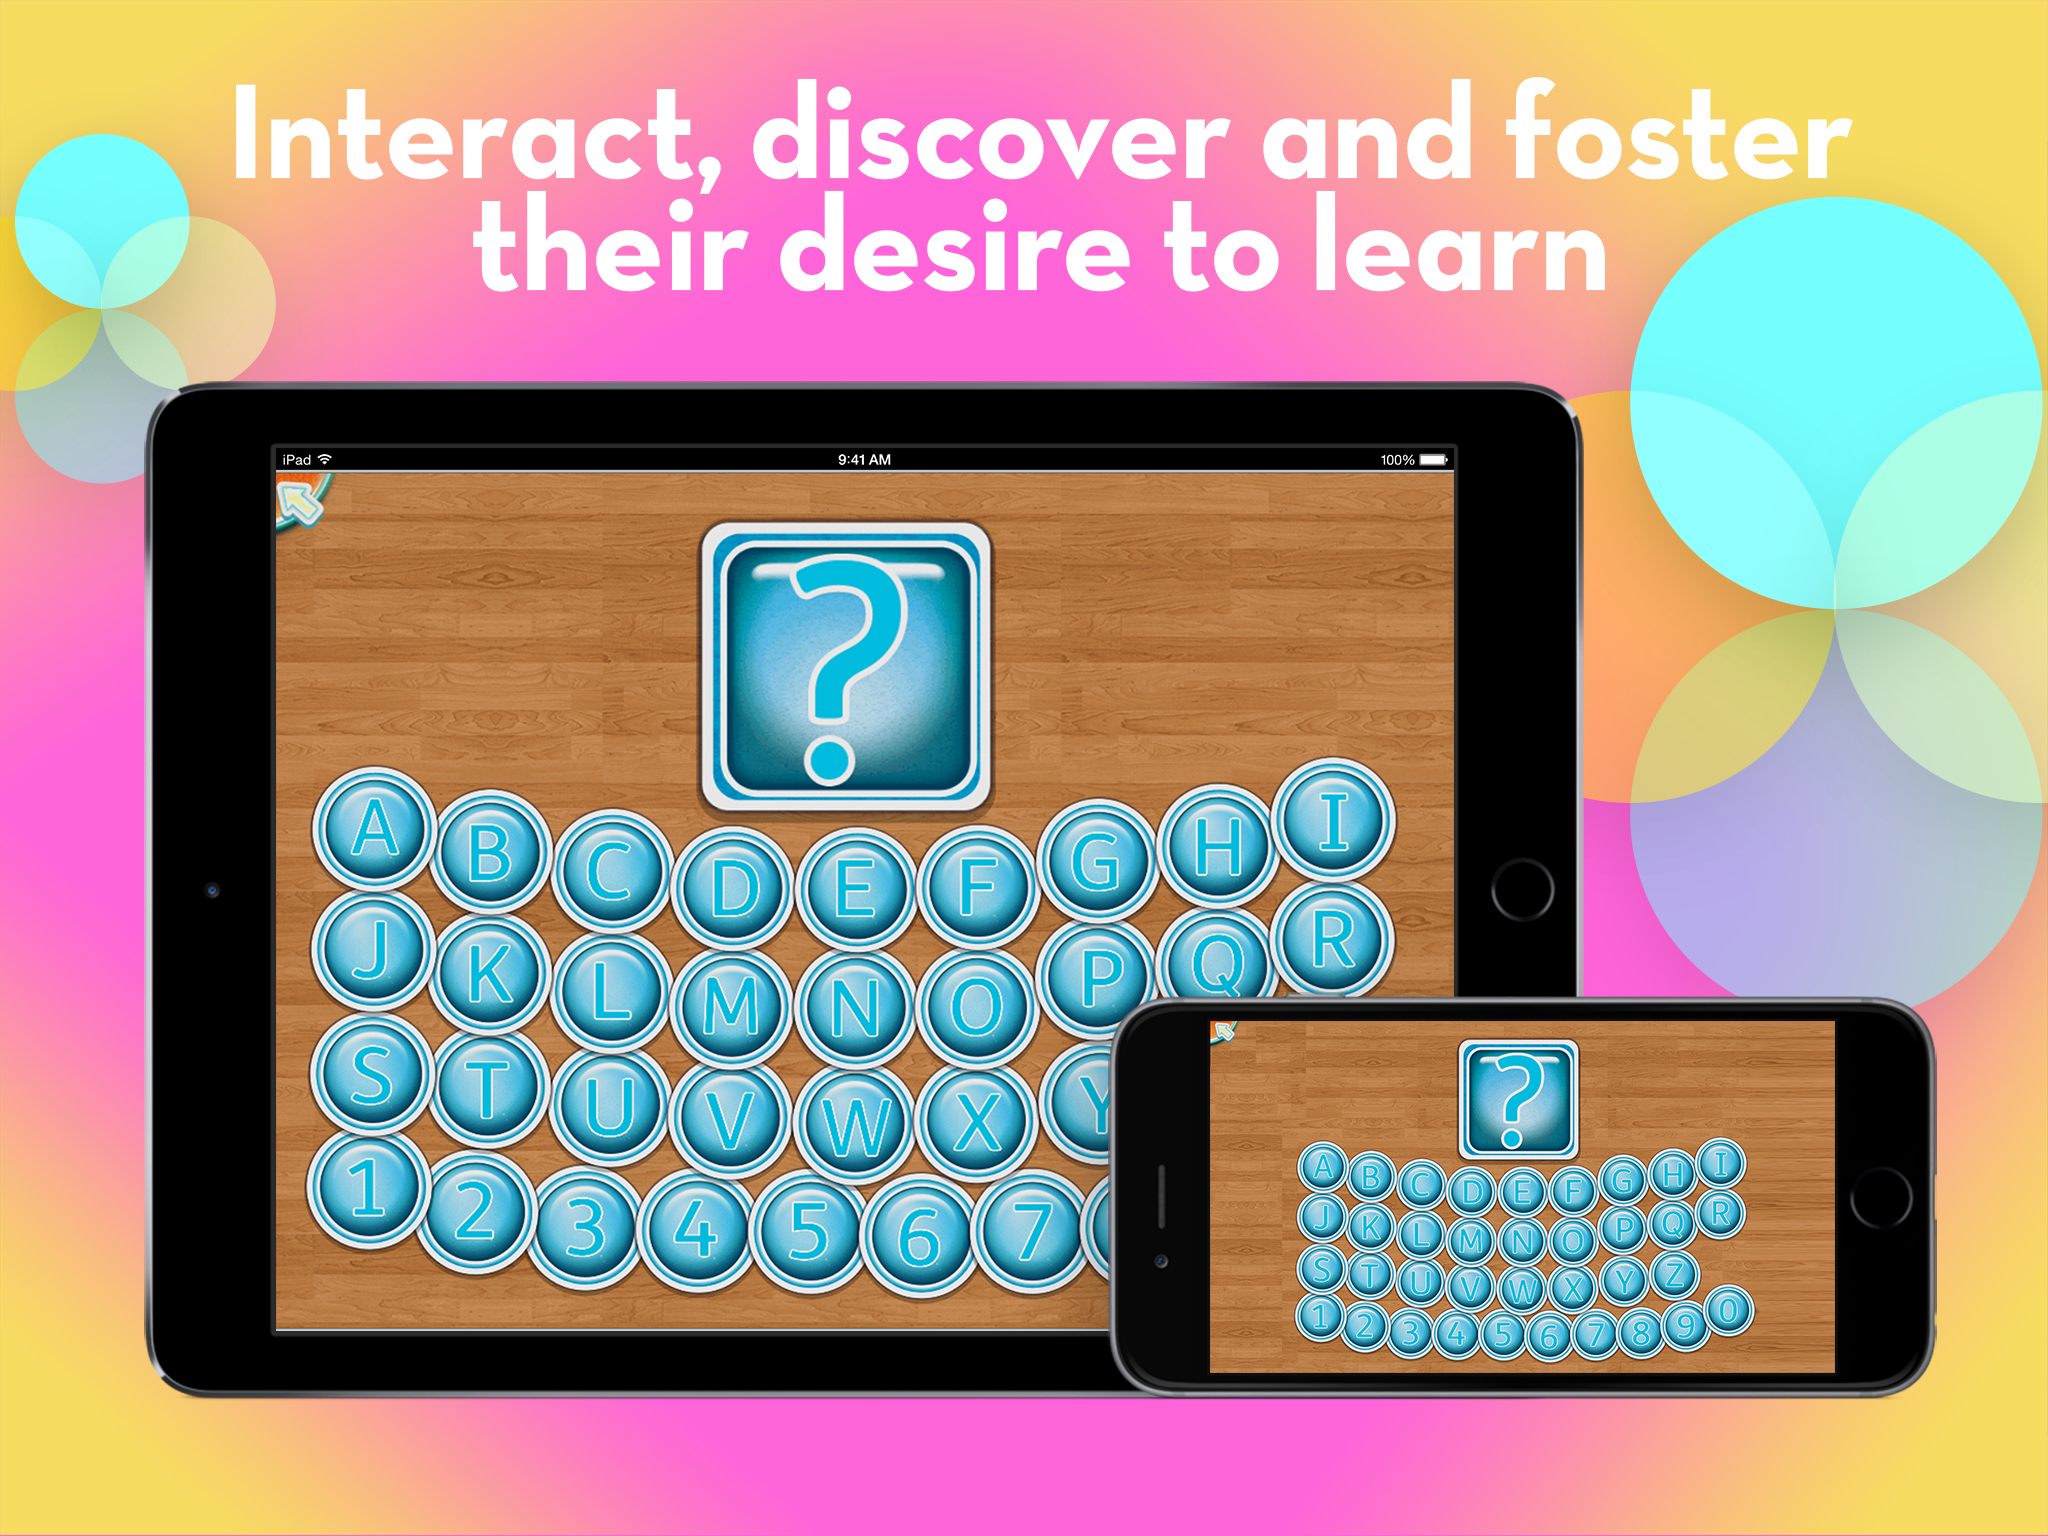 Interact, discover and foster
their desire to learn
iPad 9:41 AM 100%
?
A B C D E F G H I
J K L M N O P Q R
S T U V W X Y
1 2 3 4 5 6 7
?
A B C D E F G H I
J K L M N O P Q R
S T U V W X Y Z
1 2 3 4 5 6 7 8 9 0